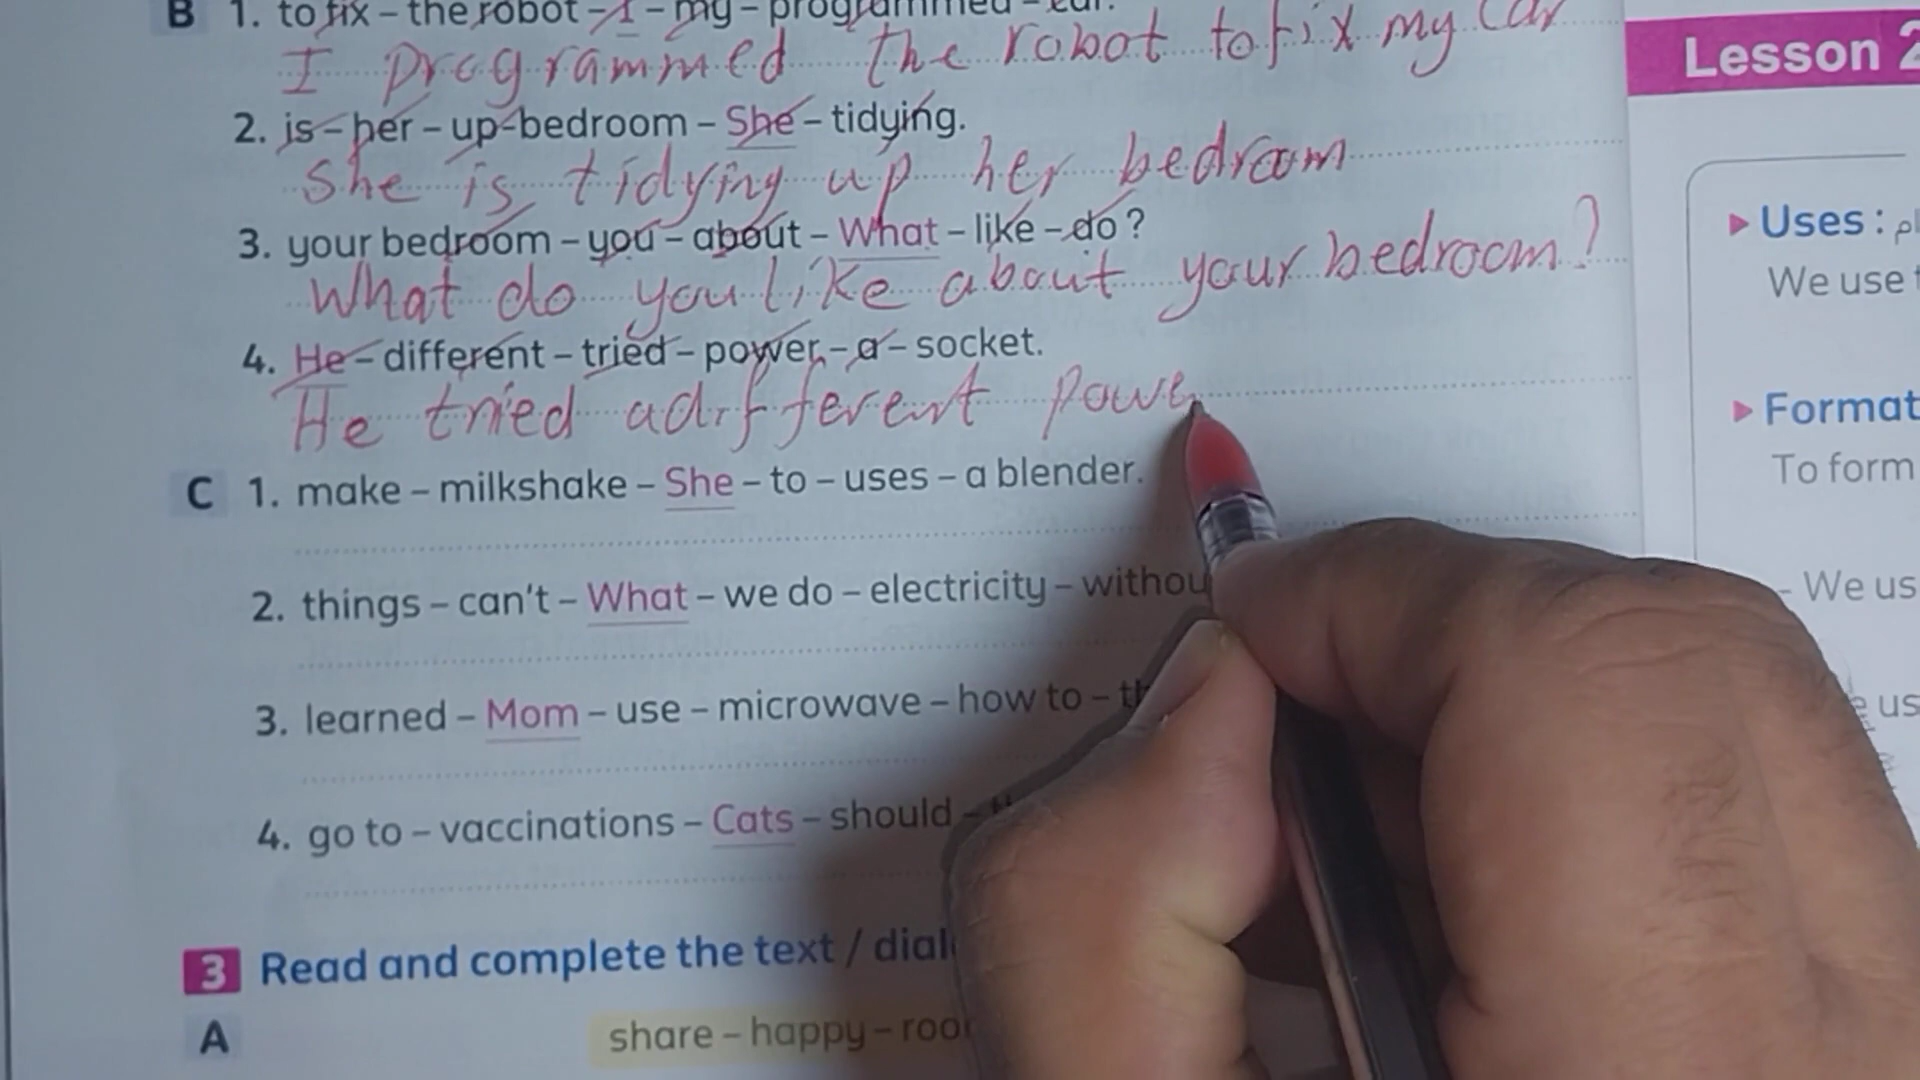 B 1. to fix – the robot – I – my – programmed – car.
I programmed the robot to fix my car
Lesson 2
2. is – her – up – bedroom – She – tidying.
She is tidying up her bedroom
3. your bedroom – you – about – What – like – do ?
What do you like about your bedroom?
4. He – different – tried – power – a – socket.
He tried a different power
C 1. make – milkshake – She – to – uses – a blender.
2. things – can't – What – we do – electricity – withou
3. learned – Mom – use – microwave – how to – th
4. go to – vaccinations – Cats – should –
3 Read and complete the text / dial
A
share – happy – roo
Uses :
We use
Format
To form
- We us
us